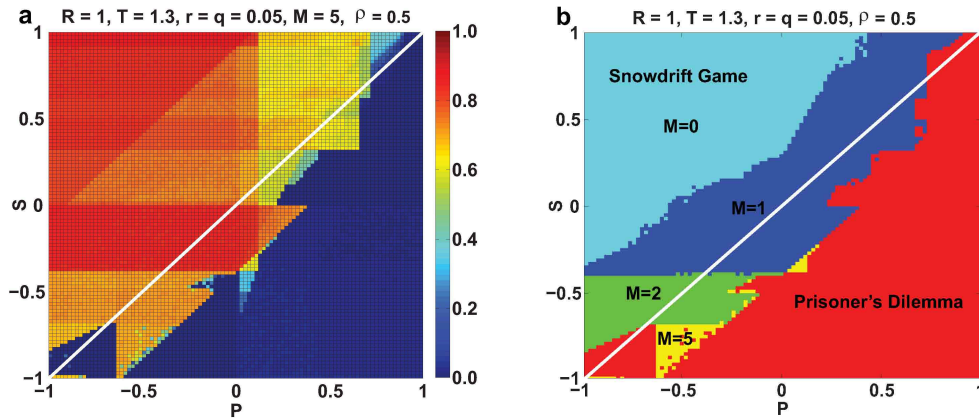 a
R = 1, T = 1.3, r = q = 0.05, M = 5, ρ = 0.5
1
0.5
0
−0.5
−1
S
−1
−0.5
0
0.5
1
P
1.0
0.8
0.6
0.4
0.2
0.0
b
R = 1, T = 1.3, r = q = 0.05, ρ = 0.5
1
0.5
0
−0.5
−1
S
Snowdrift Game
M=0
M=1
M=2
Prisoner's Dilemma
M=5
−1
−0.5
0
0.5
1
P